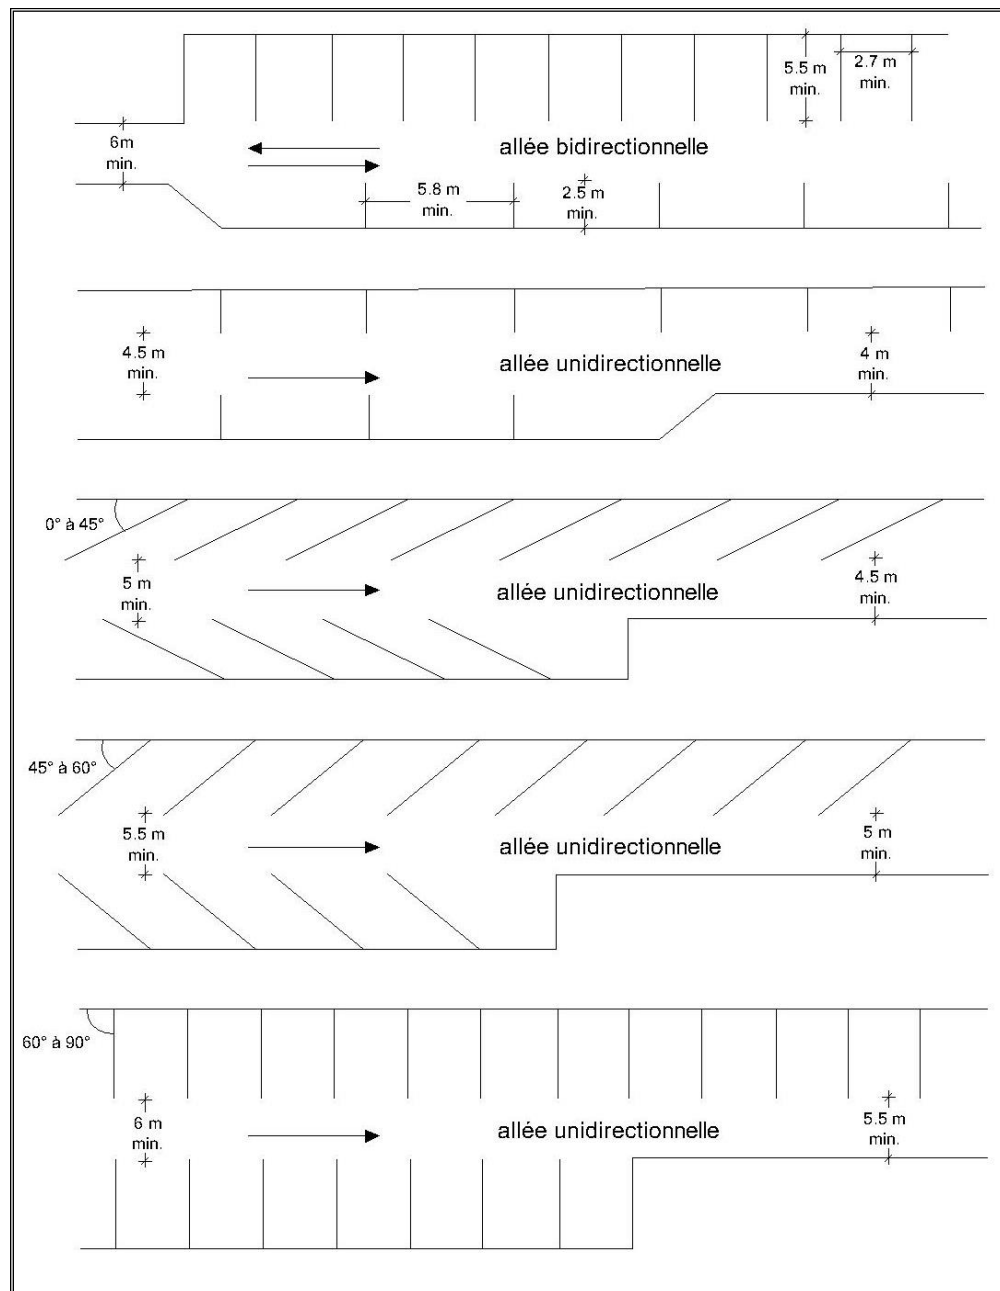 5.5 m
min.
2.7 m
min.
6m
min.
allée bidirectionnelle
5.8 m
min.
2.5 m
min.
4.5 m
min.
allée unidirectionnelle
4 m
min.
0° à 45°
5 m
min.
allée unidirectionnelle
4.5 m
min.
45° à 60°
5.5 m
min.
allée unidirectionnelle
5 m
min.
60° à 90°
6 m
min.
allée unidirectionnelle
5.5 m
min.